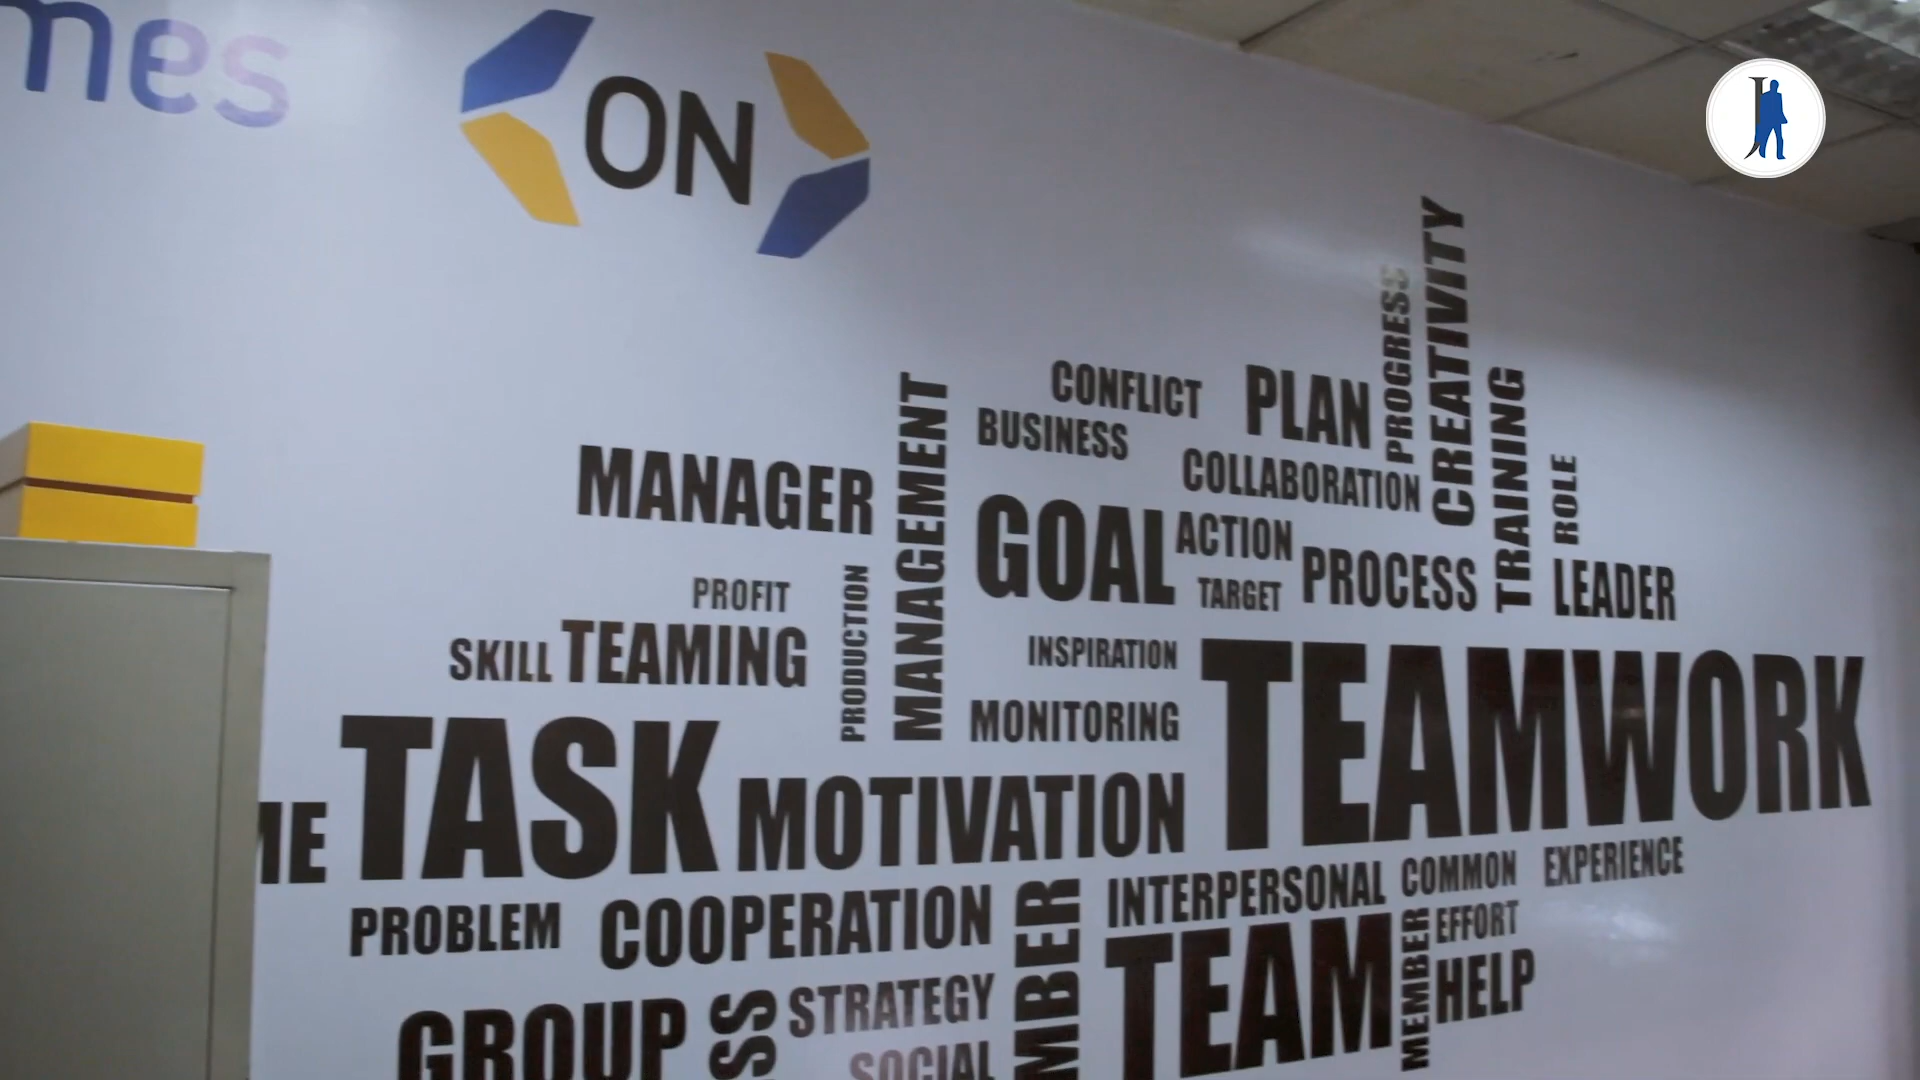 mes
ON
J
CREATIVITY
PROGRESS
CONFLICT
PLAN
MANAGEMENT
TRAINING
BUSINESS
MANAGER
COLLABORATION
ROLE
GOAL
ACTION
PROCESS
LEADER
PROFIT
PRODUCTION
TARGET
SKILL TEAMING
INSPIRATION
TEAMWORK
MONITORING
TASK
MOTIVATION
ME
COMMON
EXPERIENCE
INTERPERSONAL
PROBLEM
COOPERATION
MBER
TEAM
MEMBER
EFFORT
HELP
STRATEGY
GROUP
SS
SOCIAL